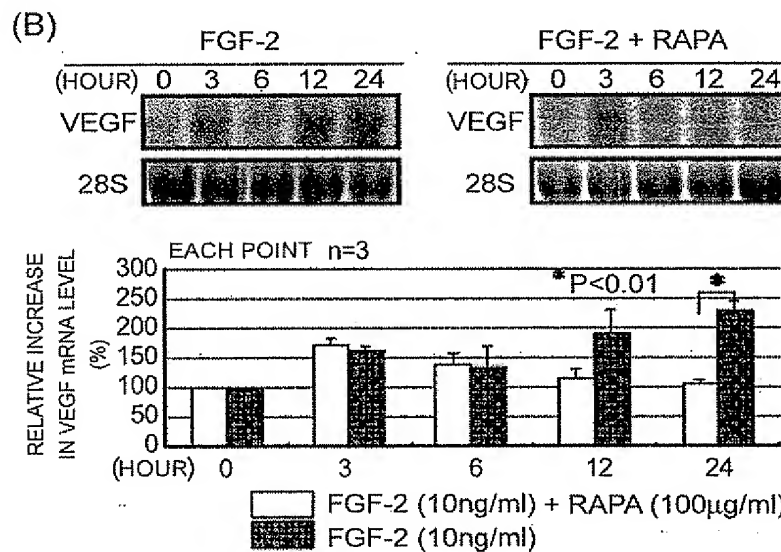 (B)
FGF-2
(HOUR) 0 3 6 12 24
VEGF
28S
FGF-2 + RAPA
(HOUR) 0 3 6 12 24
VEGF
28S
EACH POINT n=3
RELATIVE INCREASE
IN VEGF mRNA LEVEL
(%)
300
250
200
150
100
50
0
* P<0.01
*
(HOUR) 0 3 6 12 24
FGF-2 (10ng/ml) + RAPA (100μg/ml)
FGF-2 (10ng/ml)